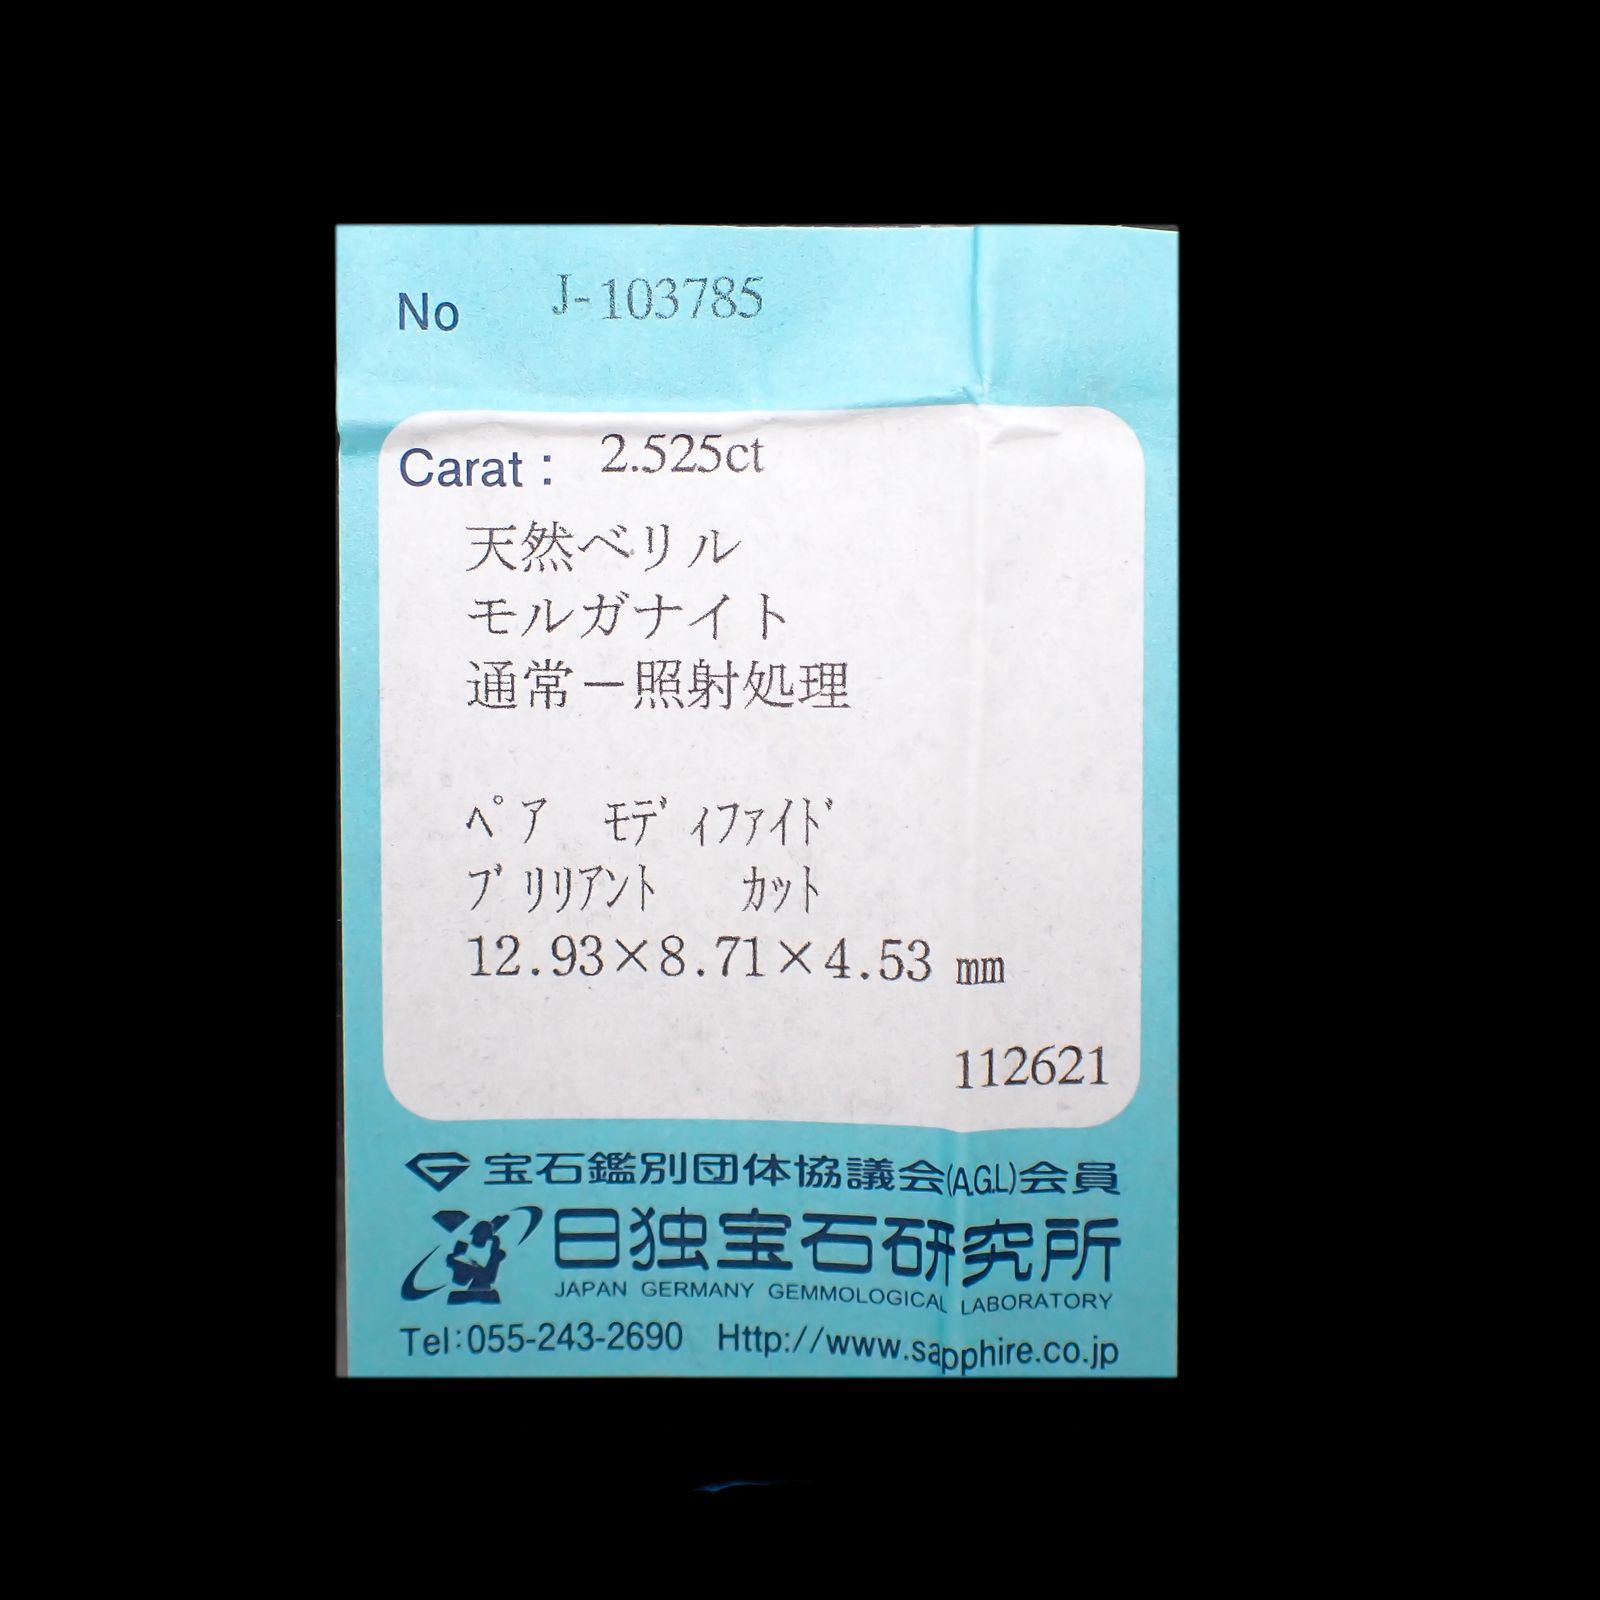 No J-103785
Carat: 2.525ct
天然ベリル
モルガナイト
通常－照射処理
ﾍﾟｱ ﾓﾃﾞｨﾌｧｲﾄﾞ
ﾌﾞﾘﾘｱﾝﾄ ｶｯﾄ
12.93×8.71×4.53 mm
112621
宝石鑑別団体協議会(A.G.L)会員
日独宝石研究所
JAPAN GERMANY GEMMOLOGICAL LABORATORY
Tel:055-243-2690 Http://www.sapphire.co.jp